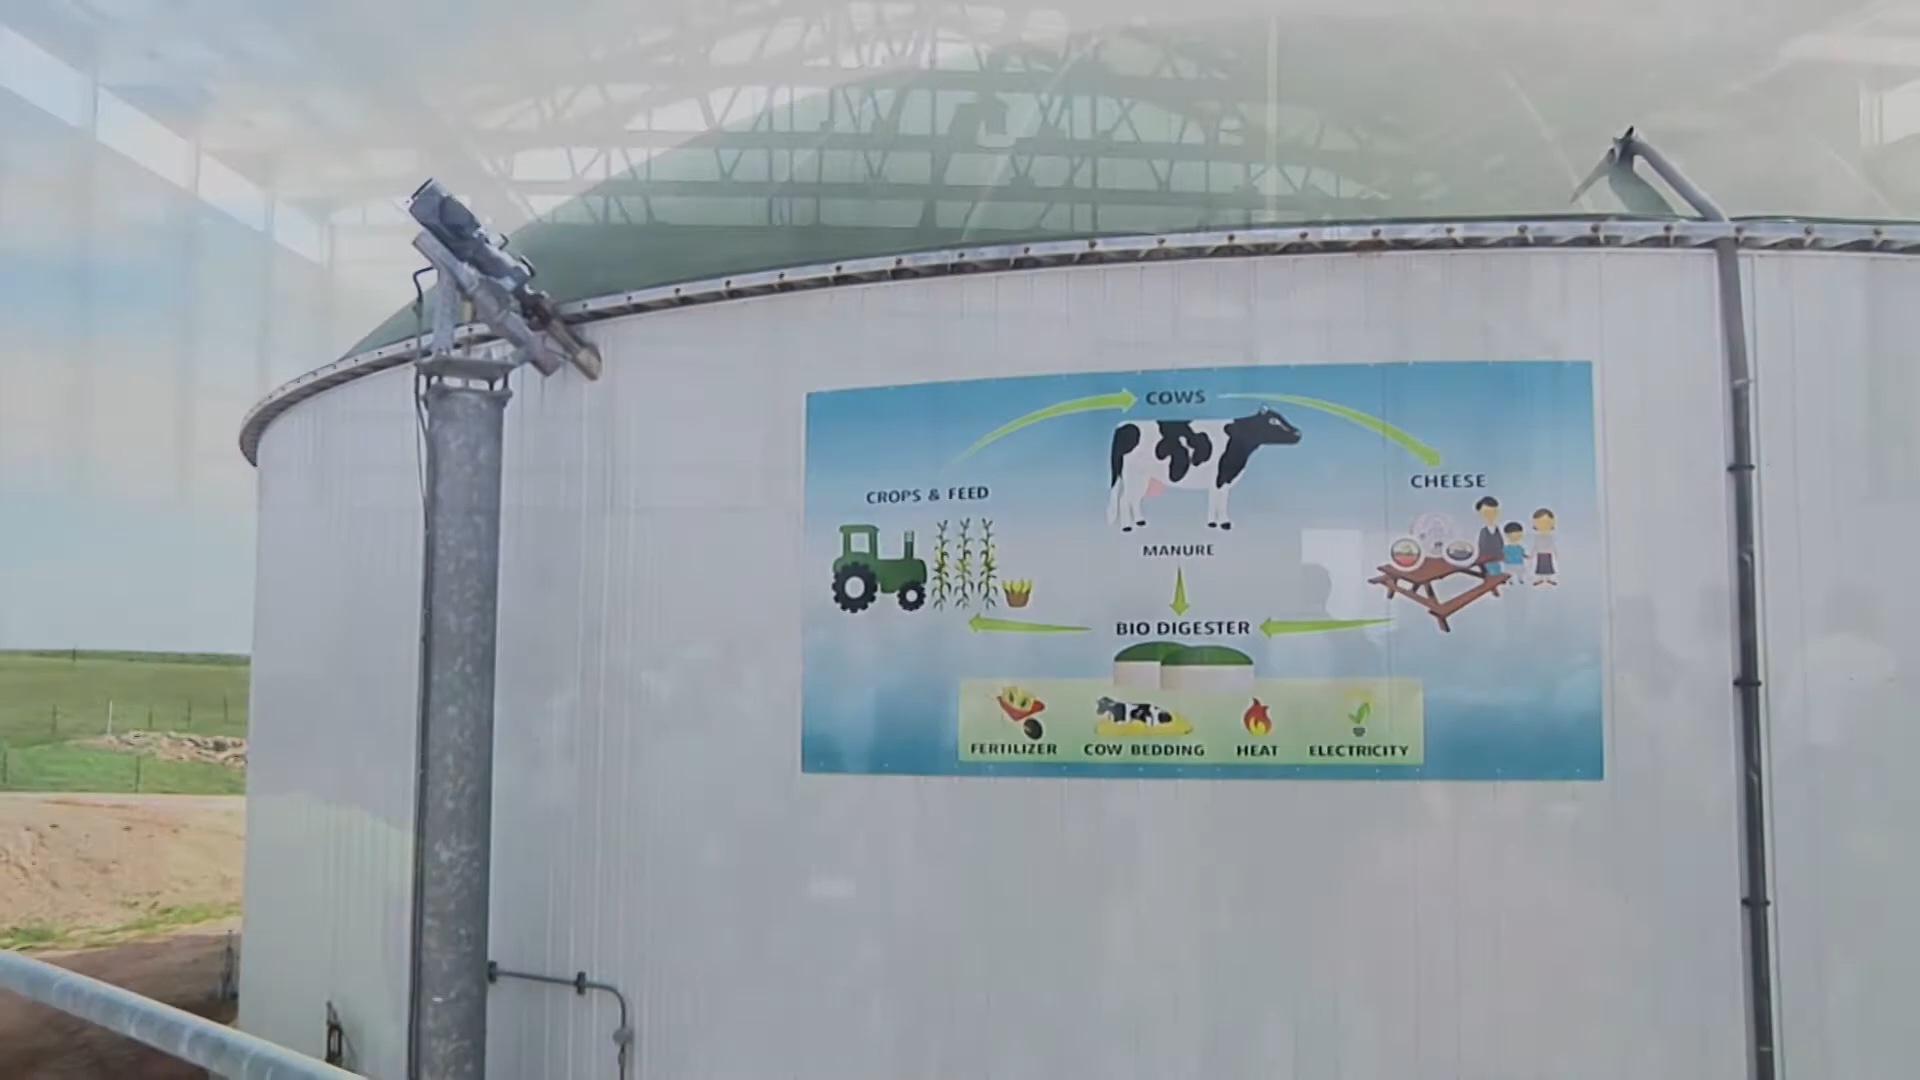 COWS
CHEESE
CROPS & FEED
MANURE
BIO DIGESTER
FERTILIZER COW BEDDING HEAT ELECTRICITY